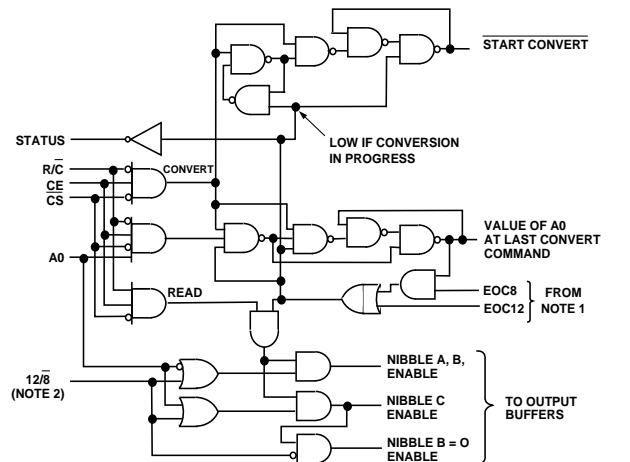 START CONVERT
LOW IF CONVERSION
IN PROGRESS
STATUS
R/C
CE
CS
CONVERT
A0
VALUE OF A0
AT LAST CONVERT
COMMAND
READ
EOC8
EOC12
FROM
NOTE 1
12/8
(NOTE 2)
NIBBLE A, B,
ENABLE
NIBBLE C
ENABLE
NIBBLE B = O
ENABLE
TO OUTPUT
BUFFERS